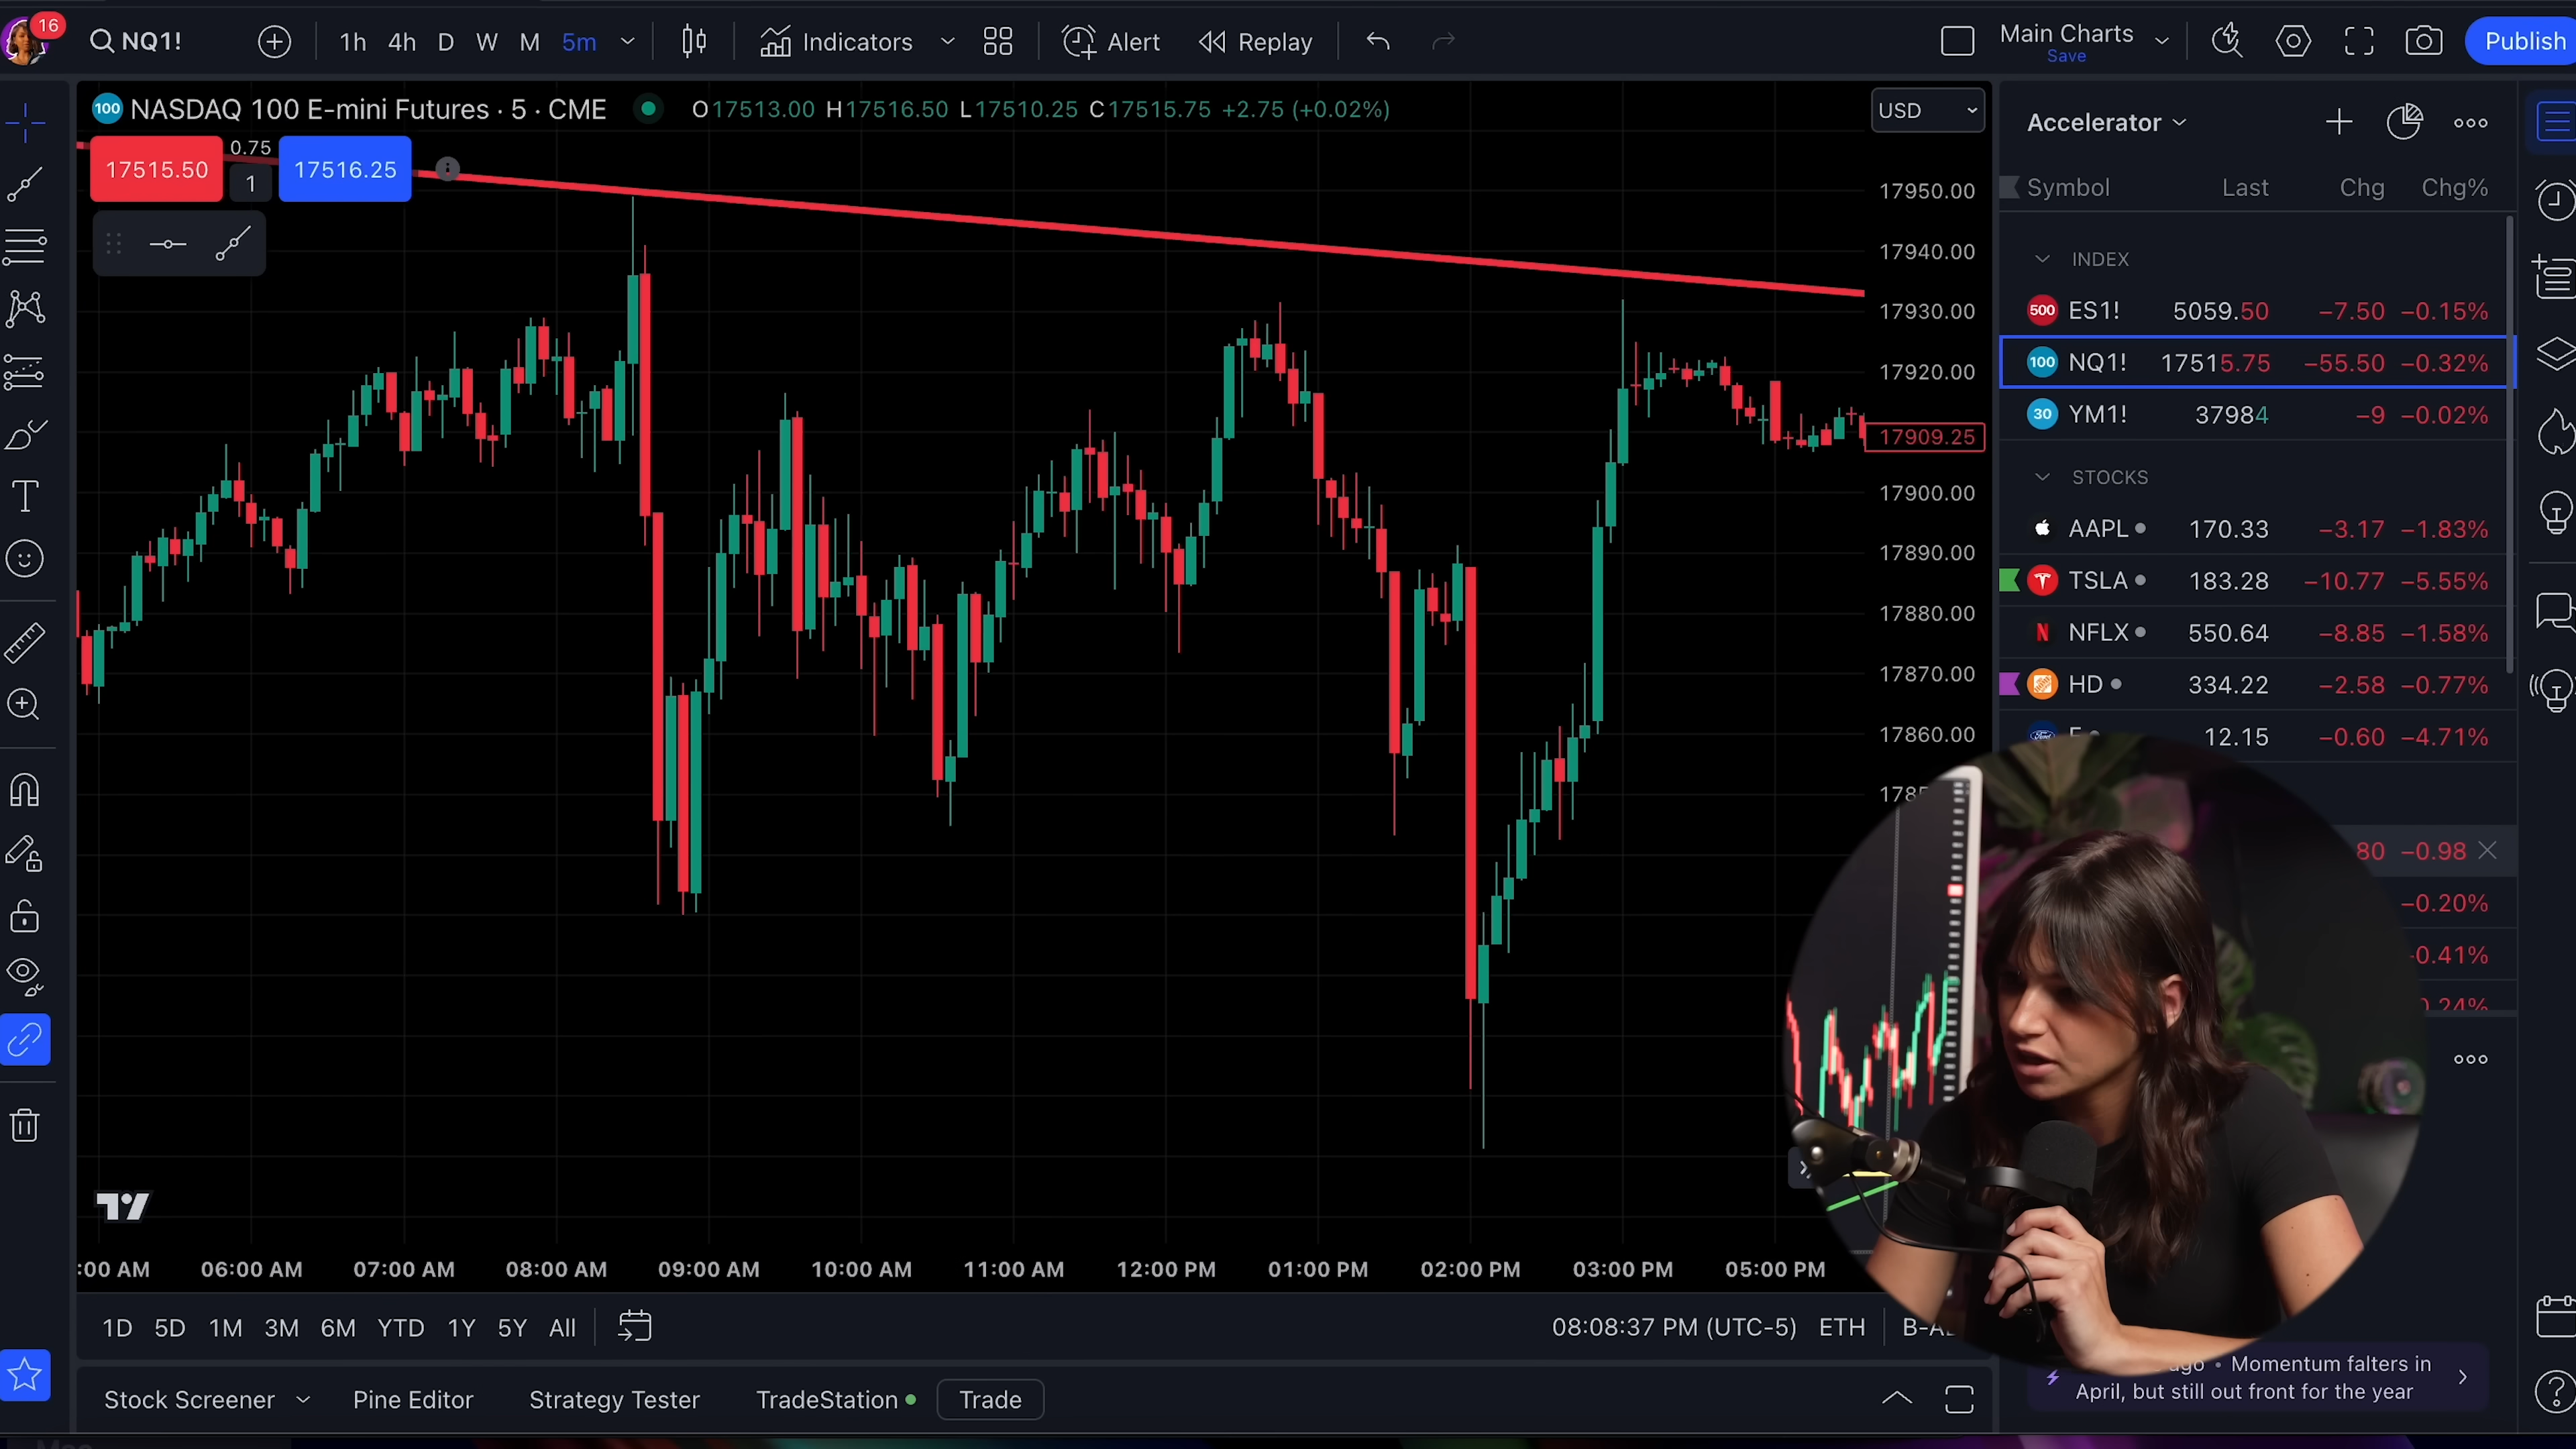 16
NQ1!
1h 4h D W M 5m
Indicators
Alert
Replay
Main Charts
Save
Publish
100 NASDAQ 100 E-mini Futures · 5 · CME
O17513.00 H17516.50 L17510.25 C17515.75 +2.75 (+0.02%)
USD
17515.50
0.75
1
17516.25
17950.00
17940.00
17930.00
17920.00
17909.25
17900.00
17890.00
17880.00
17870.00
17860.00
:00 AM 06:00 AM 07:00 AM 08:00 AM 09:00 AM 10:00 AM 11:00 AM 12:00 PM 01:00 PM 02:00 PM 03:00 PM 05:00 PM
1D 5D 1M 3M 6M YTD 1Y 5Y All
08:08:37 PM (UTC-5) ETH
Stock Screener
Pine Editor
Strategy Tester
TradeStation
Trade
Accelerator
Symbol Last Chg Chg%
INDEX
500 ES1! 5059.50 −7.50 −0.15%
100 NQ1! 17515.75 −55.50 −0.32%
30 YM1! 37984 −9 −0.02%
STOCKS
AAPL 170.33 −3.17 −1.83%
TSLA 183.28 −10.77 −5.55%
N NFLX 550.64 −8.85 −1.58%
HD 334.22 −2.58 −0.77%
12.15 −0.60 −4.71%
80 −0.98
−0.20%
0.41%
0.24%
ago • Momentum falters in
April, but still out front for the year